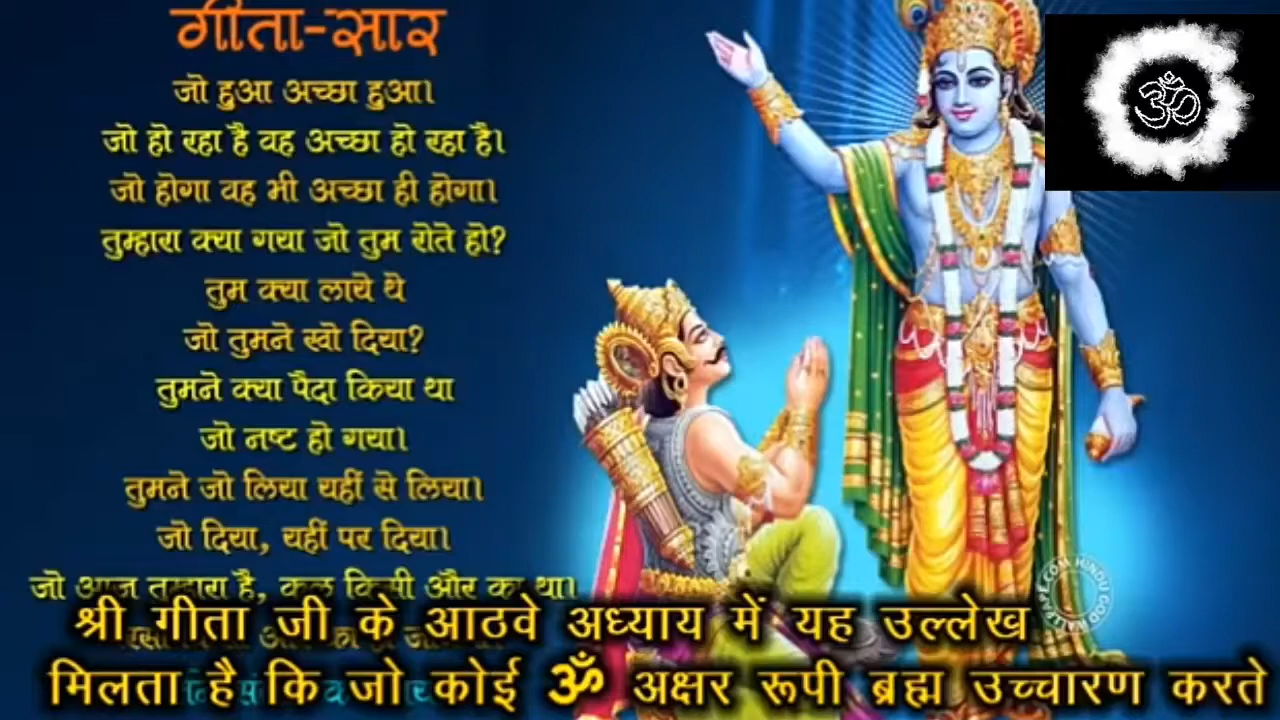 गीता-सार
जो हुआ अच्छा हुआ।
जो हो रहा है वह अच्छा हो रहा है।
जो होगा वह भी अच्छा ही होगा।
तुम्हारा क्या गया जो तुम रोते हो?
तुम क्या लाये थे
जो तुमने खो दिया?
तुमने क्या पैदा किया था
जो नष्ट हो गया।
तुमने जो लिया यहीं से लिया।
जो दिया, यहीं पर दिया।
जो आज तुम्हारा है, कल किसी और का था।
श्री गीता जी के आठवे अध्याय में यह उल्लेख
मिलता है कि जो कोई ॐ अक्षर रूपी ब्रह्म उच्चारण करते
ॐ